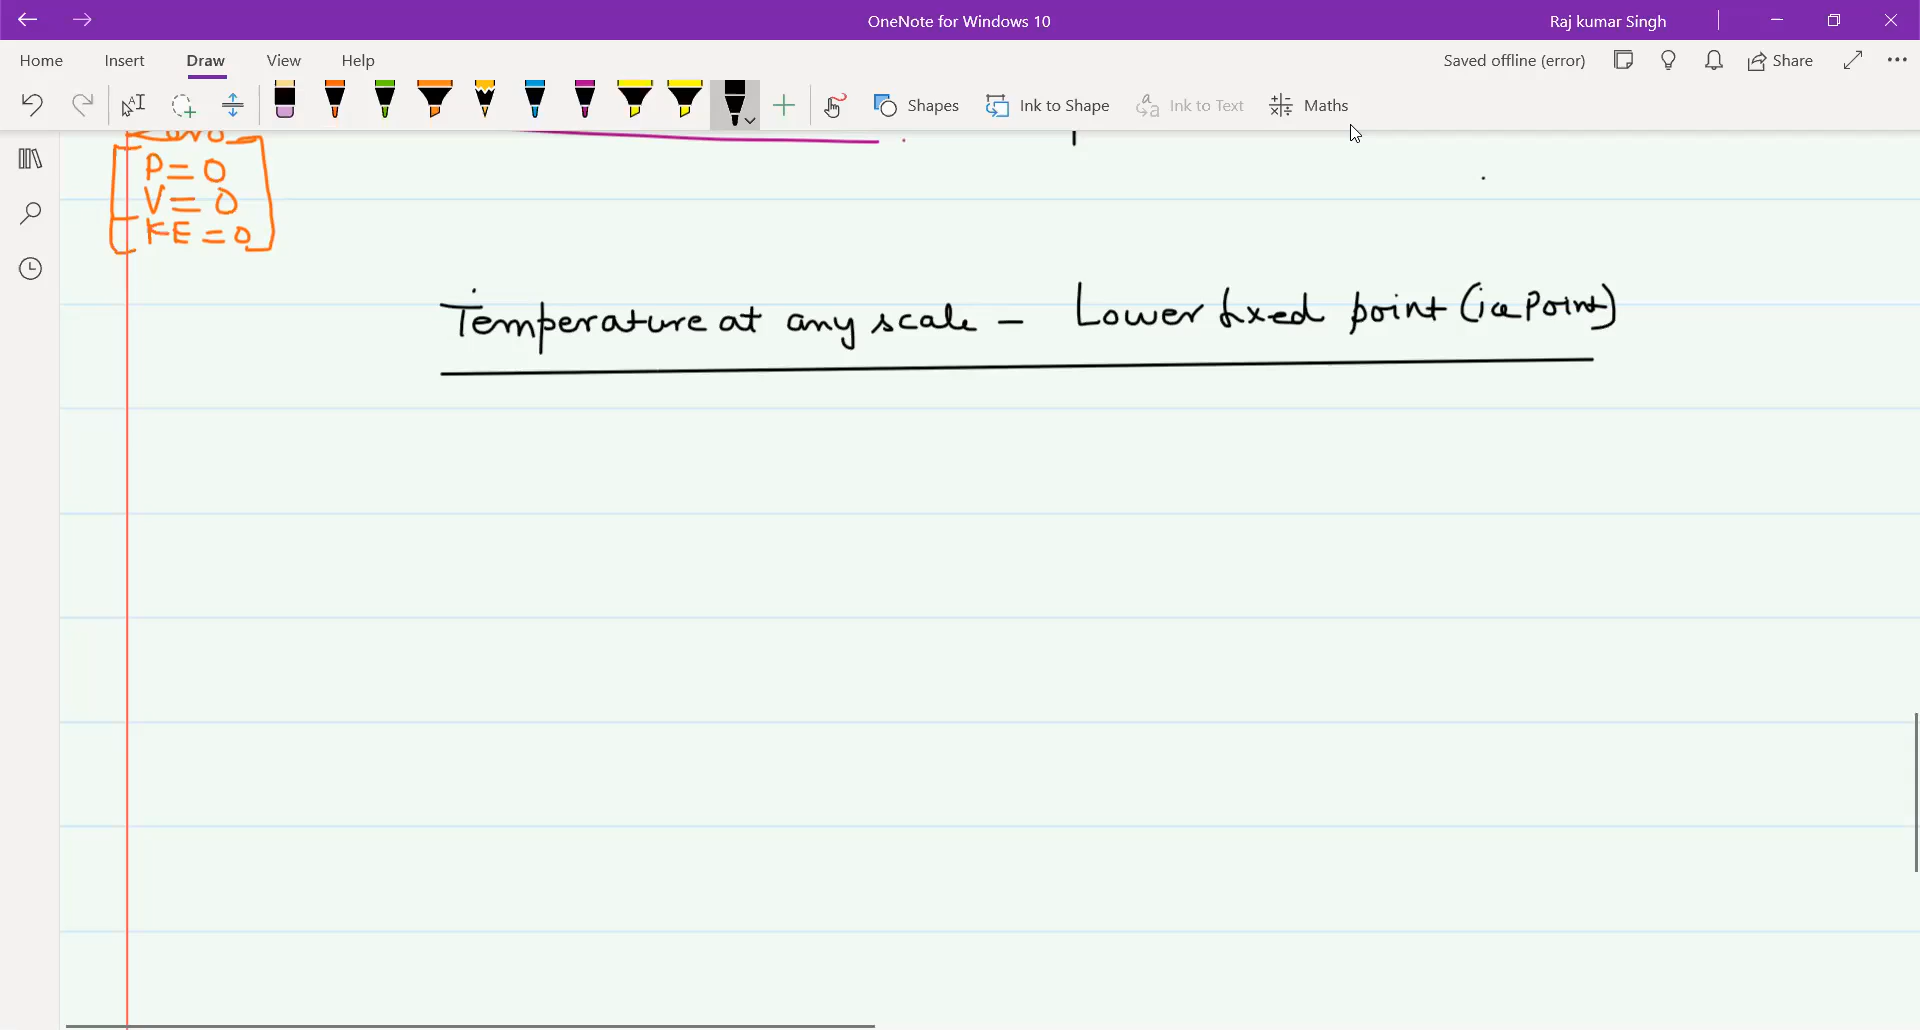 OneNote for Windows 10
Raj kumar Singh
Home Insert Draw View Help
Saved offline (error)
Share
Shapes
Ink to Shape
Ink to Text
Maths
P = 0
V = 0
KE = 0
Temperature at any scale - Lower fixed point (ice Point)